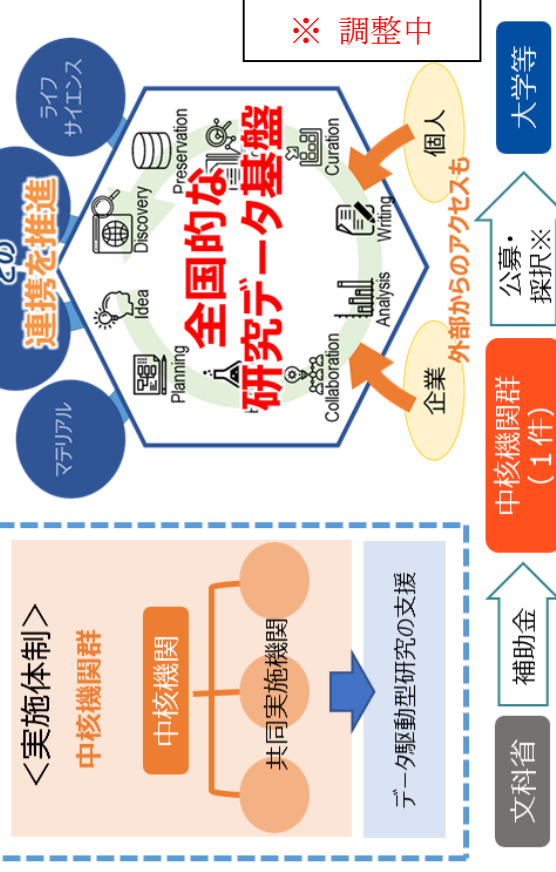 ※ 調整中
<実施体制>
中核機関群
中核機関
共同実施機関
データ駆動型研究の支援
文科省
補助金
中核機関群
(１件)
公募・
採択※
大学等
との
連携を推進
マテリアル
ライフ
サイエンス
全国的な
研究データ基盤
Planning
Idea
Discovery
Preservation
Collaboration
Analysis
Writing
Curation
企業
個人
外部からのアクセスも